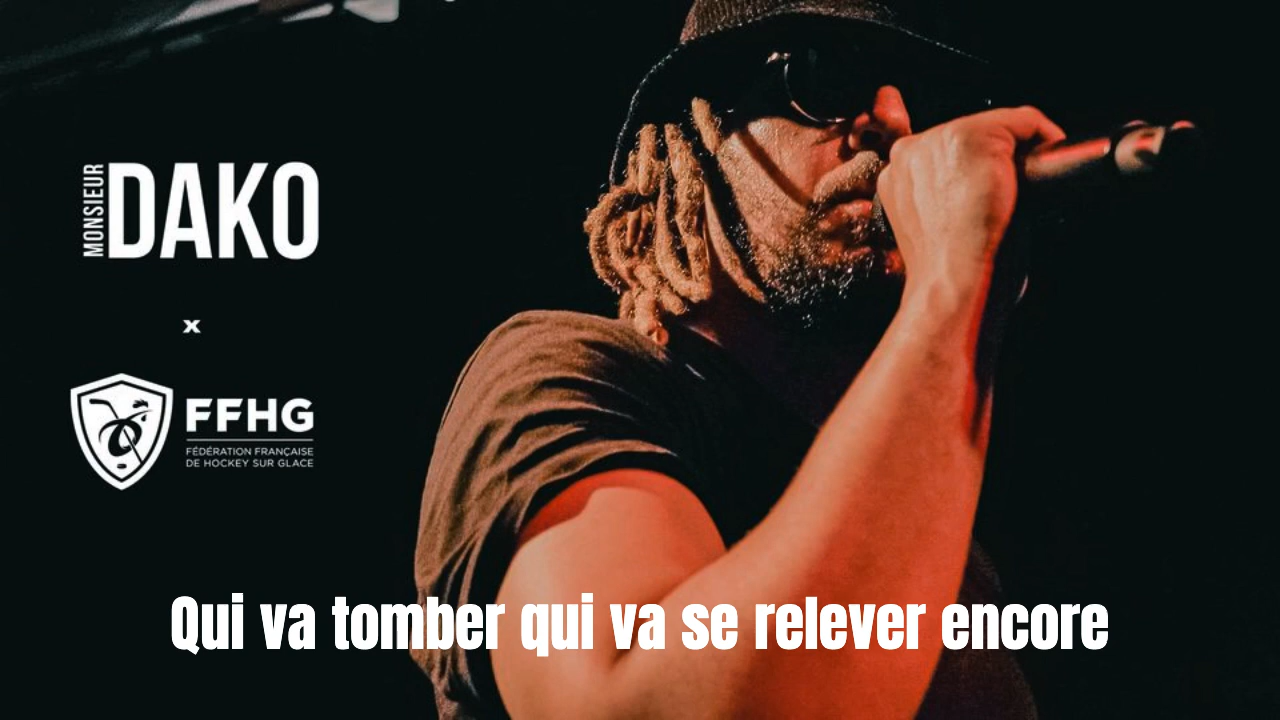 MONSIEUR
DAKO
x
FFHG
FÉDÉRATION FRANÇAISE
DE HOCKEY SUR GLACE
Qui va tomber qui va se relever encore